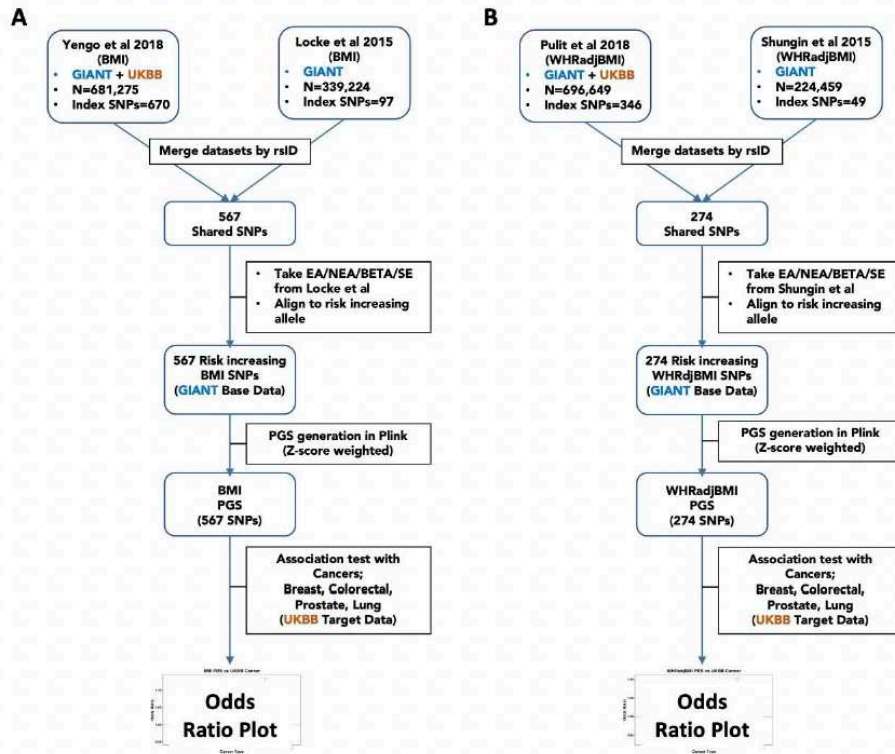 A
Yengo et al 2018
(BMI)
• GIANT + UKBB
• N=681,275
• Index SNPs=670
Locke et al 2015
(BMI)
• GIANT
• N=339,224
• Index SNPs=97
Merge datasets by rsID
567
Shared SNPs
• Take EA/NEA/BETA/SE
from Locke et al
• Align to risk increasing
allele
567 Risk increasing
BMI SNPs
(GIANT Base Data)
PGS generation in Plink
(Z-score weighted)
BMI
PGS
(567 SNPs)
Association test with
Cancers;
Breast, Colorectal,
Prostate, Lung
(UKBB Target Data)
Odds
Ratio Plot
B
Pulit et al 2018
(WHRadjBMI)
• GIANT + UKBB
• N=696,649
• Index SNPs=346
Shungin et al 2015
(WHRadjBMI)
• GIANT
• N=224,459
• Index SNPs=49
Merge datasets by rsID
274
Shared SNPs
• Take EA/NEA/BETA/SE
from Shungin et al
• Align to risk increasing
allele
274 Risk increasing
WHRdjBMI SNPs
(GIANT Base Data)
PGS generation in Plink
(Z-score weighted)
WHRadjBMI
PGS
(274 SNPs)
Association test with
Cancers;
Breast, Colorectal,
Prostate, Lung
(UKBB Target Data)
Odds
Ratio Plot